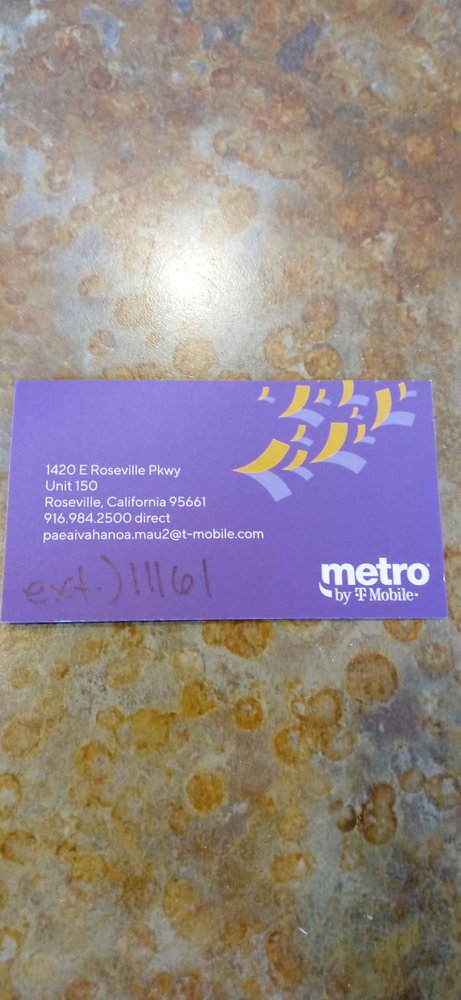 1420 E Roseville Pkwy
Unit 150
Roseville, California 95661
916.984.2500 direct
paeaivahanoa.mau2@t-mobile.com
ext.) 11161
metro
by T Mobile